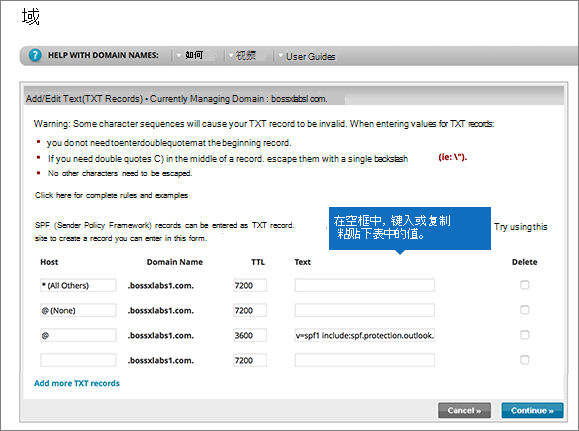 域
HELP WITH DOMAIN NAMES: 如何 视频 User Guides
Add/Edit Text(TXT Records) • Currently Managing Domain : bossxlabsl com.
Warning: Some character sequences will cause your TXT record to be invalid. When entering values for TXT records:
you do not need toenterdoublequotemat the beginning record.
If you need double quotes C) in the middle of a record. escape them with a single backslash (ie: \").
No other characters need to be escaped.
Click here for complete rules and examples
SPF (Sender Policy Framework) records can be entered as TXT record. Try using this
site to create a record you can enter in this form.
在空框中，键入或复制
粘贴下表中的值。
Host Domain Name TTL Text Delete
* (All Others) .bossxlabs1.com. 7200
@ (None) .bossxlabs1.com. 7200
@ .bossxlabs1.com. 3600 v=spf1 include:spf.protection.outlook.
.bossxlabs1.com. 7200
Add more TXT records
Cancel » Continue »